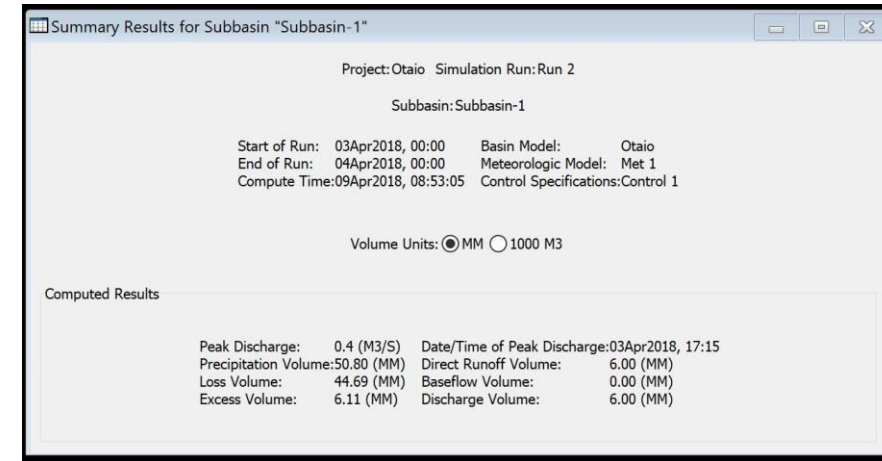 Summary Results for Subbasin "Subbasin-1"
Project:Otaio Simulation Run:Run 2
Subbasin:Subbasin-1
Start of Run: 03Apr2018, 00:00 Basin Model: Otaio
End of Run: 04Apr2018, 00:00 Meteorologic Model: Met 1
Compute Time:09Apr2018, 08:53:05 Control Specifications:Control 1
Volume Units: MM 1000 M3
Computed Results
Peak Discharge: 0.4 (M3/S) Date/Time of Peak Discharge:03Apr2018, 17:15
Precipitation Volume:50.80 (MM) Direct Runoff Volume: 6.00 (MM)
Loss Volume: 44.69 (MM) Baseflow Volume: 0.00 (MM)
Excess Volume: 6.11 (MM) Discharge Volume: 6.00 (MM)